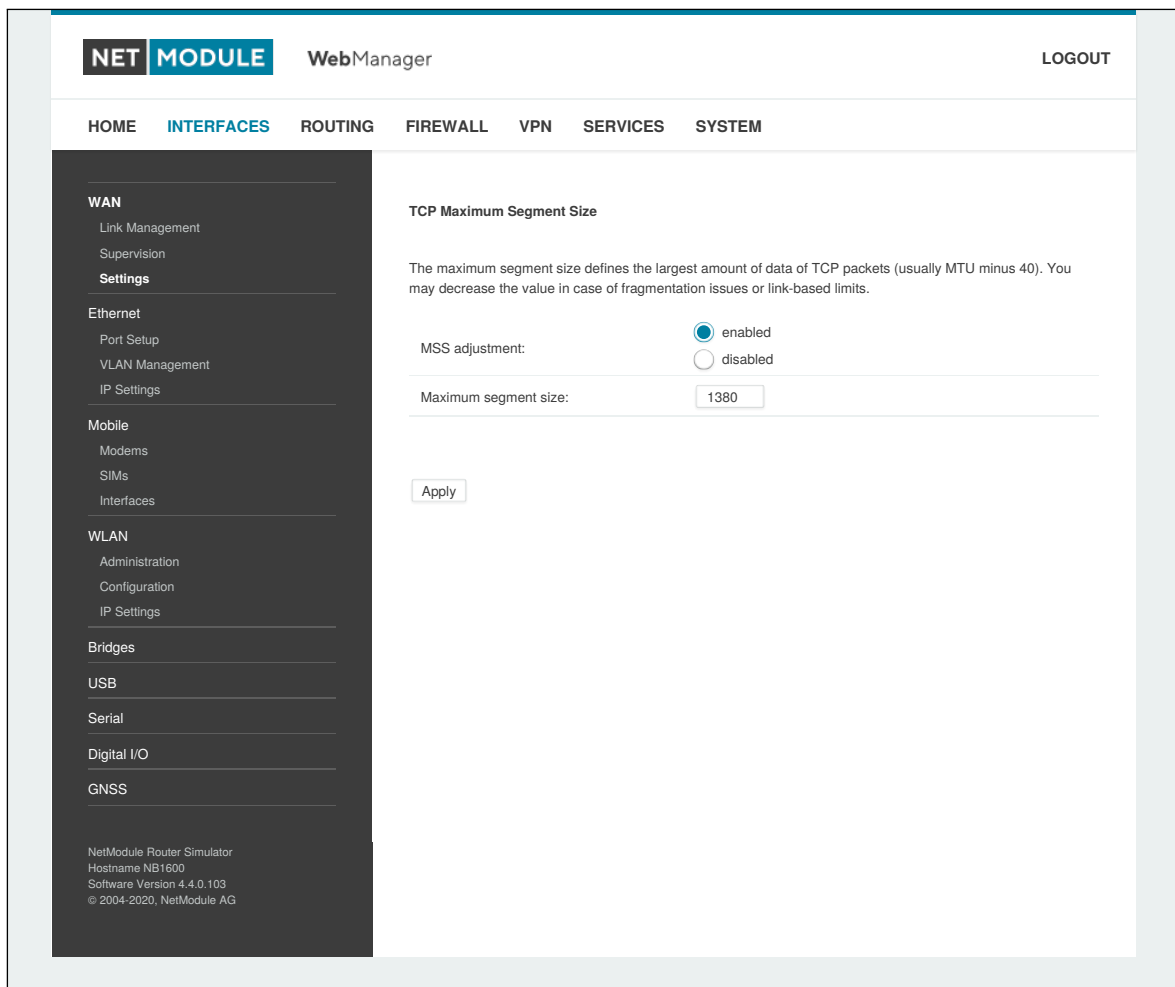 NET MODULE WebManager LOGOUT
HOME INTERFACES ROUTING FIREWALL VPN SERVICES SYSTEM
WAN
Link Management
Supervision
Settings
Ethernet
Port Setup
VLAN Management
IP Settings
Mobile
Modems
SIMs
Interfaces
WLAN
Administration
Configuration
IP Settings
Bridges
USB
Serial
Digital I/O
GNSS
NetModule Router Simulator
Hostname NB1600
Software Version 4.4.0.103
© 2004-2020, NetModule AG
TCP Maximum Segment Size
The maximum segment size defines the largest amount of data of TCP packets (usually MTU minus 40). You
may decrease the value in case of fragmentation issues or link-based limits.
MSS adjustment:
enabled
disabled
Maximum segment size: 1380
Apply